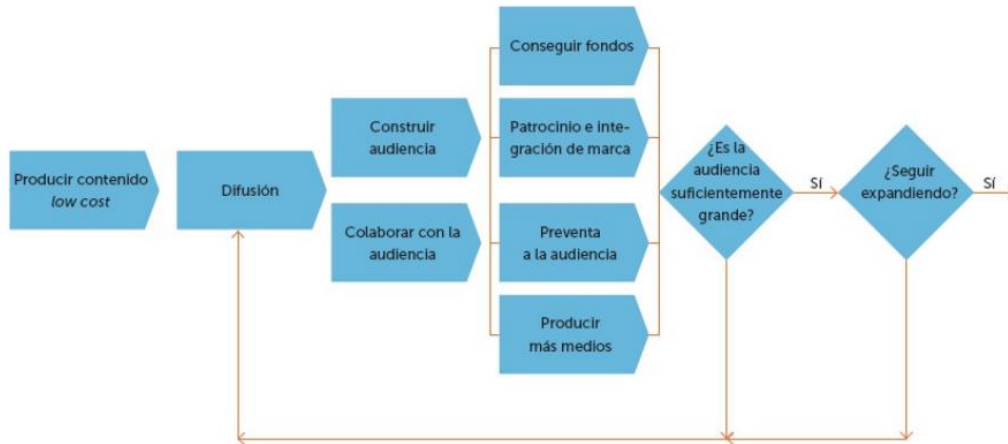 Producir contenido
low cost
Difusión
Construir
audiencia
Colaborar con la
audiencia
Conseguir fondos
Patrocinio e inte-
gración de marca
Preventa
a la audiencia
Producir
más medios
¿Es la
audiencia
suficientemente
grande?
Sí
¿Seguir
expandiendo?
Sí